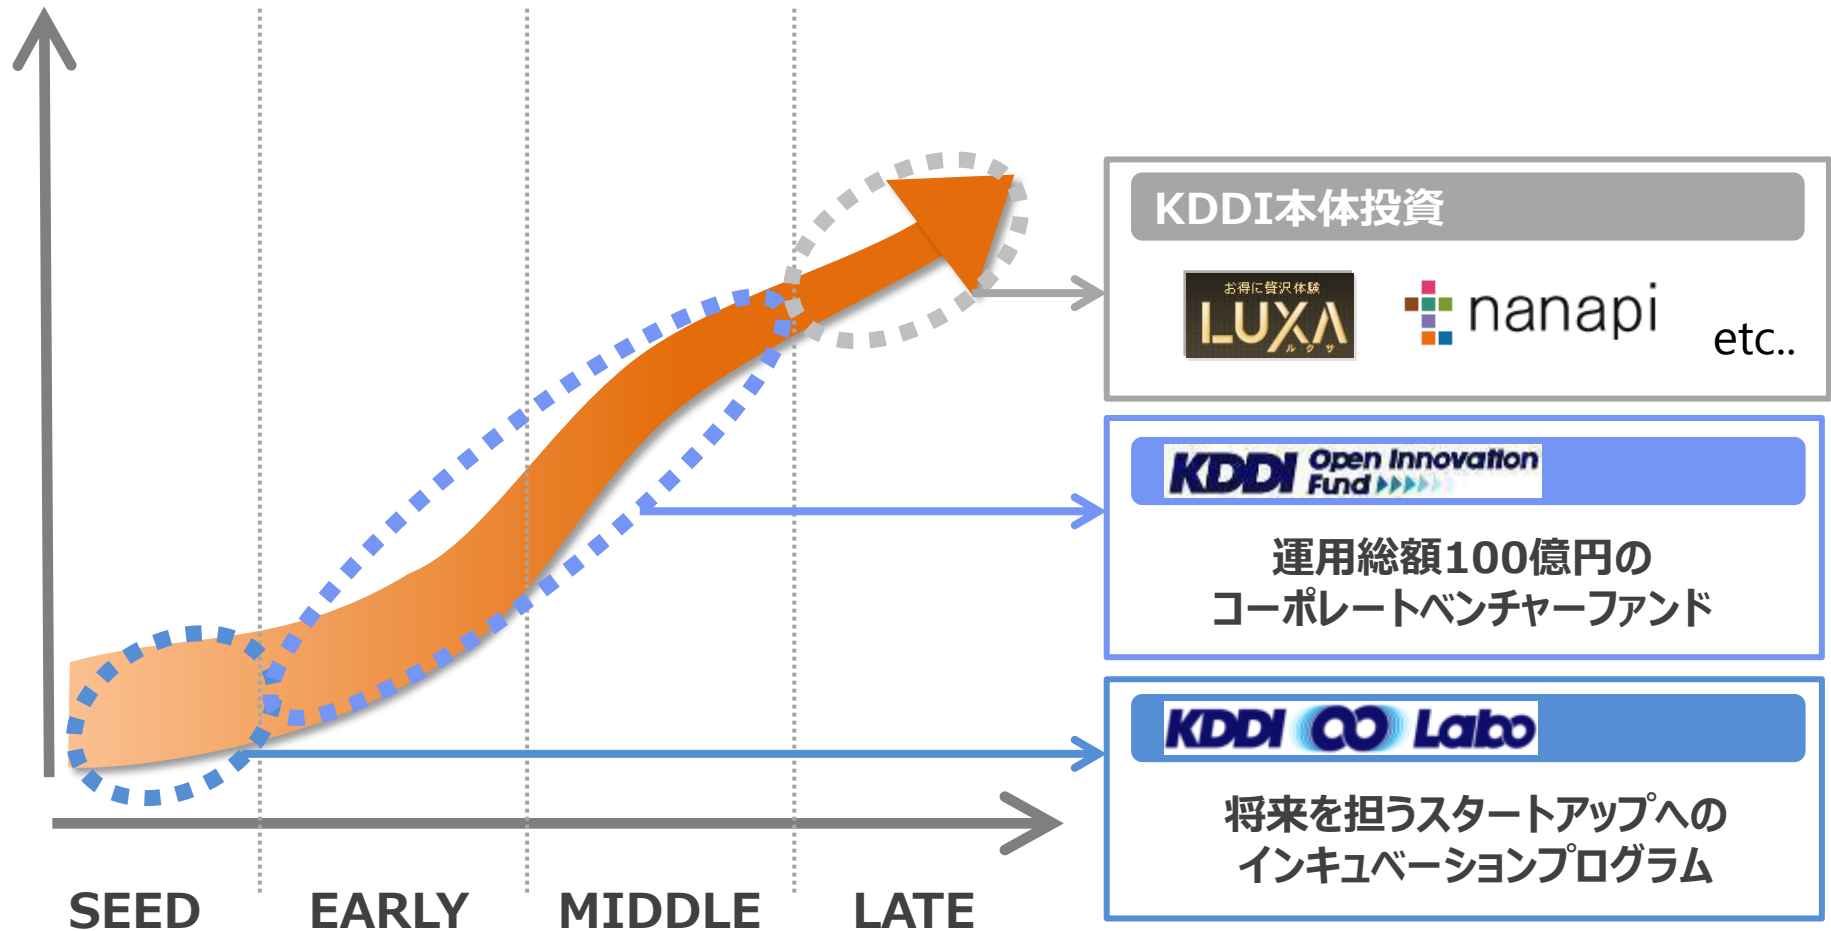 KDDI本体投資
お得に贅沢体験
LUXA
ルクサ
nanapi
etc..
KDDI Open Innovation
Fund
運用総額100億円の
コーポレートベンチャーファンド
KDDI ∞ Labo
将来を担うスタートアップへの
インキュベーションプログラム
SEED EARLY MIDDLE LATE